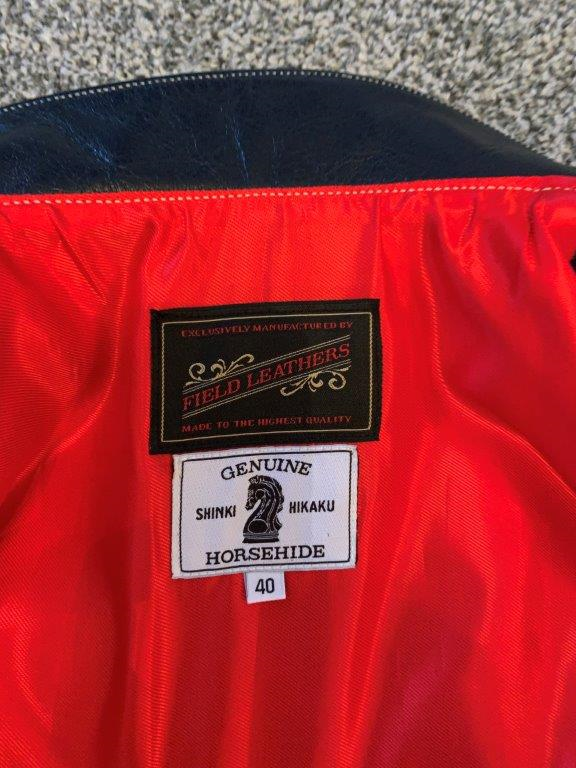 EXCLUSIVELY MANUFACTURED BY
FIELD LEATHERS
MADE TO THE HIGHEST QUALITY
GENUINE
SHINKI HIKAKU
HORSEHIDE
40